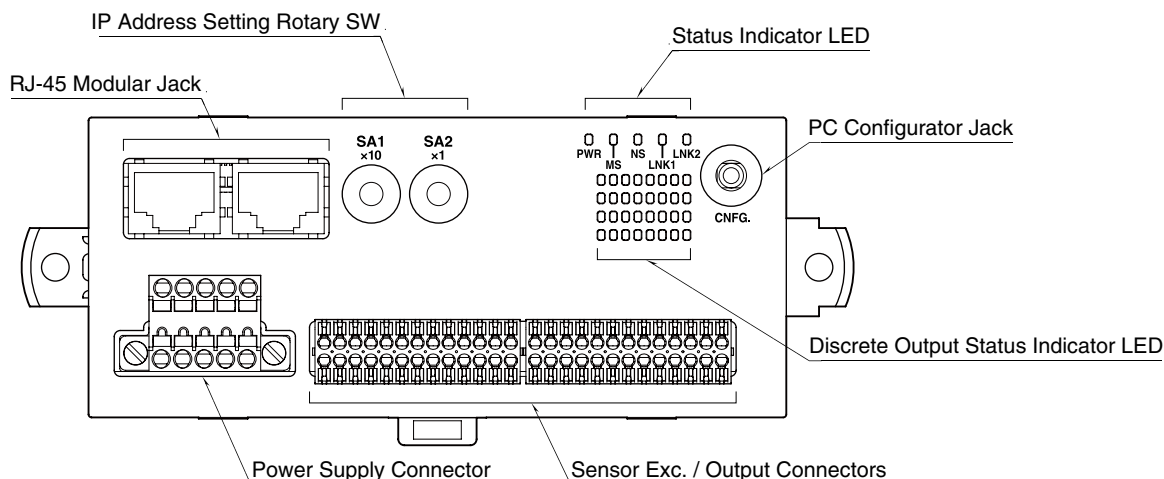 IP Address Setting Rotary SW
Status Indicator LED
RJ-45 Modular Jack
PC Configurator Jack
SA1
×10
SA2
×1
PWR
MS
NS
LNK1
LNK2
CNFG.
Discrete Output Status Indicator LED
Power Supply Connector
Sensor Exc. / Output Connectors